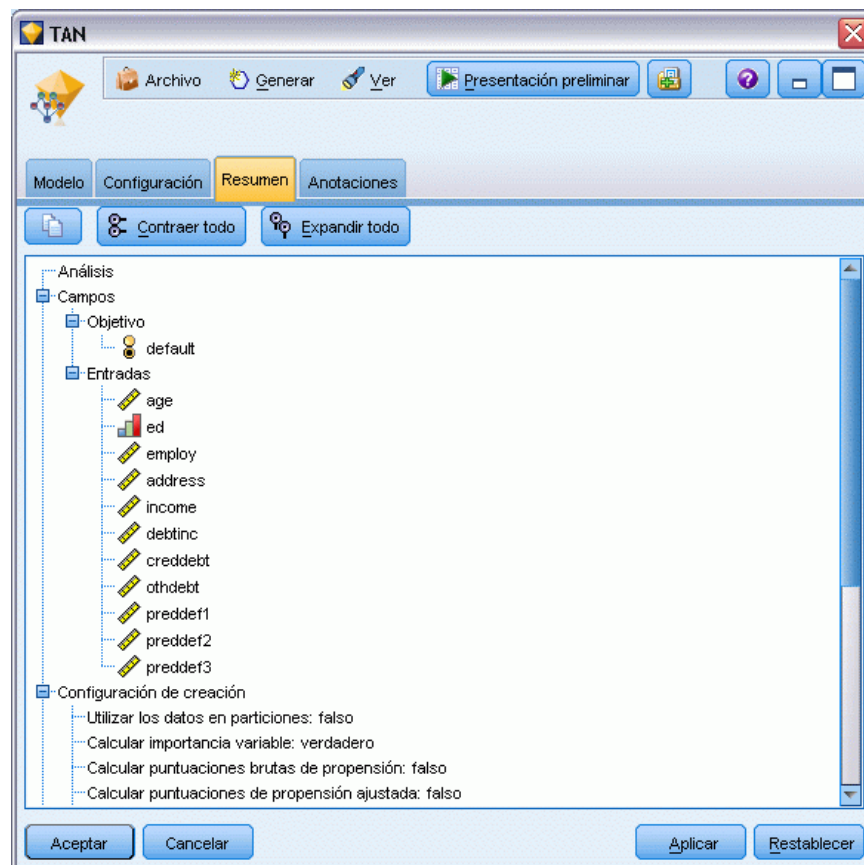 TAN
Archivo Generar Ver Presentación preliminar
Modelo Configuración Resumen Anotaciones
Contraer todo Expandir todo
Análisis
Campos
Objetivo
default
Entradas
age
ed
employ
address
income
debtinc
creddebt
othdebt
preddef1
preddef2
preddef3
Configuración de creación
Utilizar los datos en particiones: falso
Calcular importancia variable: verdadero
Calcular puntuaciones brutas de propensión: falso
Calcular puntuaciones de propensión ajustada: falso
Aceptar Cancelar Aplicar Restablecer